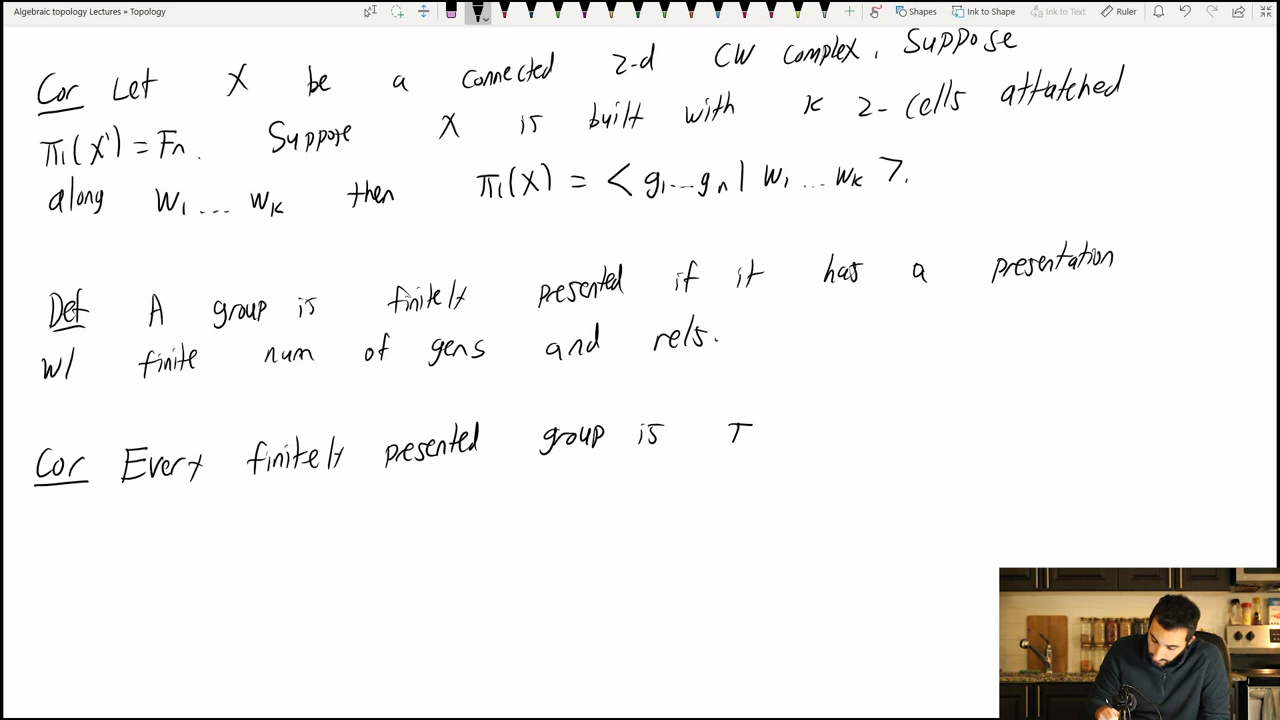 Algebraic topology Lectures » Topology
Shapes Ink to Shape Ink to Text Ruler
Cor Let X be a connected 2-d CW complex. Suppose
π₁(X¹) = Fn. Suppose X is built with k 2-cells attatched
along w₁ ... wₖ then π₁(X) = < g₁...gₙ | w₁ ... wₖ >.
Def A group is finitely presented if it has a presentation
w/ finite num of gens and rels.
Cor Every finitely presented group is T